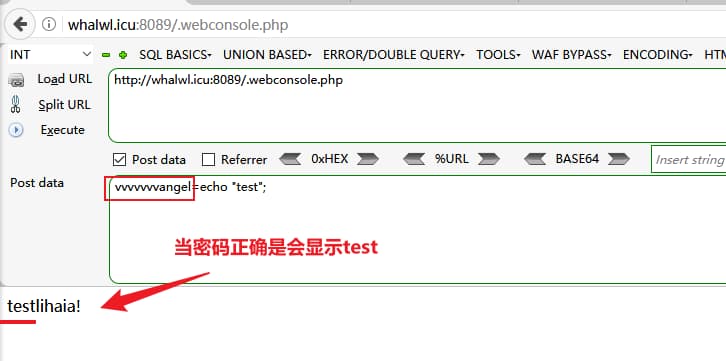 whalwl.icu:8089/.webconsole.php
INT SQL BASICS UNION BASED ERROR/DOUBLE QUERY TOOLS WAF BYPASS ENCODING HTM
Load URL
http://whalwl.icu:8089/.webconsole.php
Split URL
Execute
Post data Referrer 0xHEX %URL BASE64 Insert string
Post data
vvvvvvvangel=echo "test";
当密码正确是会显示test
testlihaia!